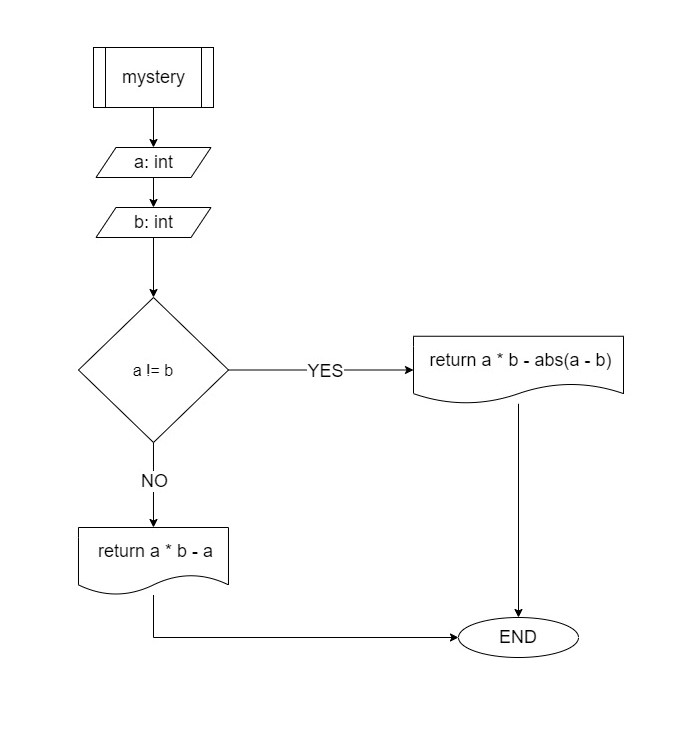 mystery
a: int
b: int
a != b
YES
return a * b - abs(a - b)
NO
return a * b - a
END